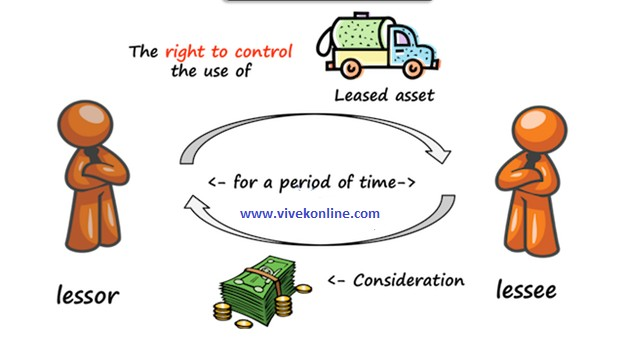 The right to control
the use of
Leased asset
<- for a period of time->
www.vivekonline.com
<- Consideration
lessor
lessee